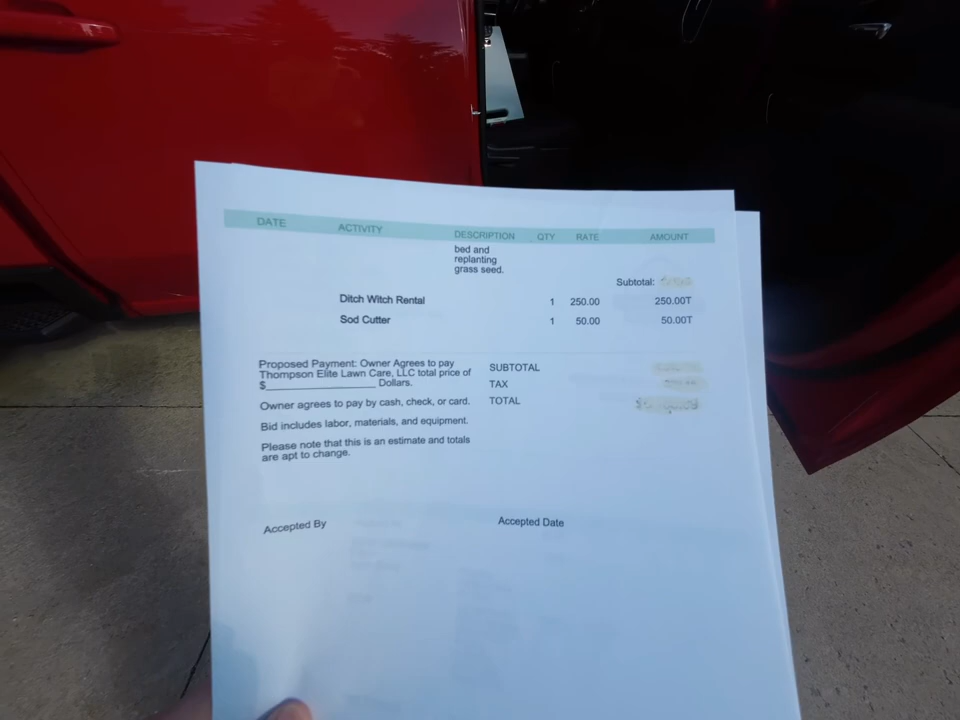 DATE ACTIVITY DESCRIPTION QTY RATE AMOUNT
bed and
replanting
grass seed.
Subtotal:
Ditch Witch Rental 1 250.00 250.00T
Sod Cutter 1 50.00 50.00T
Proposed Payment: Owner Agrees to pay
Thompson Elite Lawn Care, LLC total price of
$____________________ Dollars.
Owner agrees to pay by cash, check, or card.
Bid includes labor, materials, and equipment.
Please note that this is an estimate and totals
are apt to change.
SUBTOTAL
TAX
TOTAL
Accepted By Accepted Date